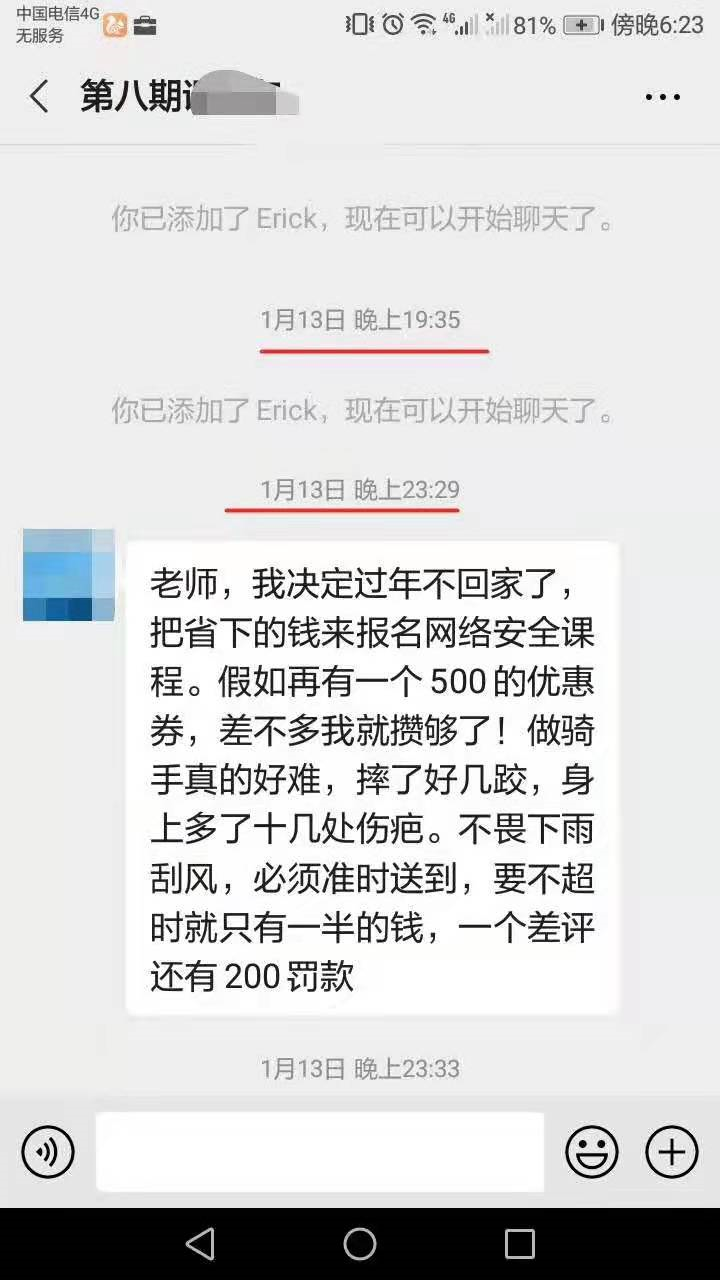 中国电信4G
无服务
4G
81%
傍晚6:23
第八期
你已添加了 Erick，现在可以开始聊天了。
1月13日 晚上19:35
你已添加了 Erick，现在可以开始聊天了。
1月13日 晚上23:29
老师，我决定过年不回家了，
把省下的钱来报名网络安全课
程。假如再有一个 500 的优惠
券，差不多我就攒够了！做骑
手真的好难，摔了好几跤，身
上多了十几处伤疤。不畏下雨
刮风，必须准时送到，要不超
时就只有一半的钱，一个差评
还有 200 罚款
1月13日 晚上23:33